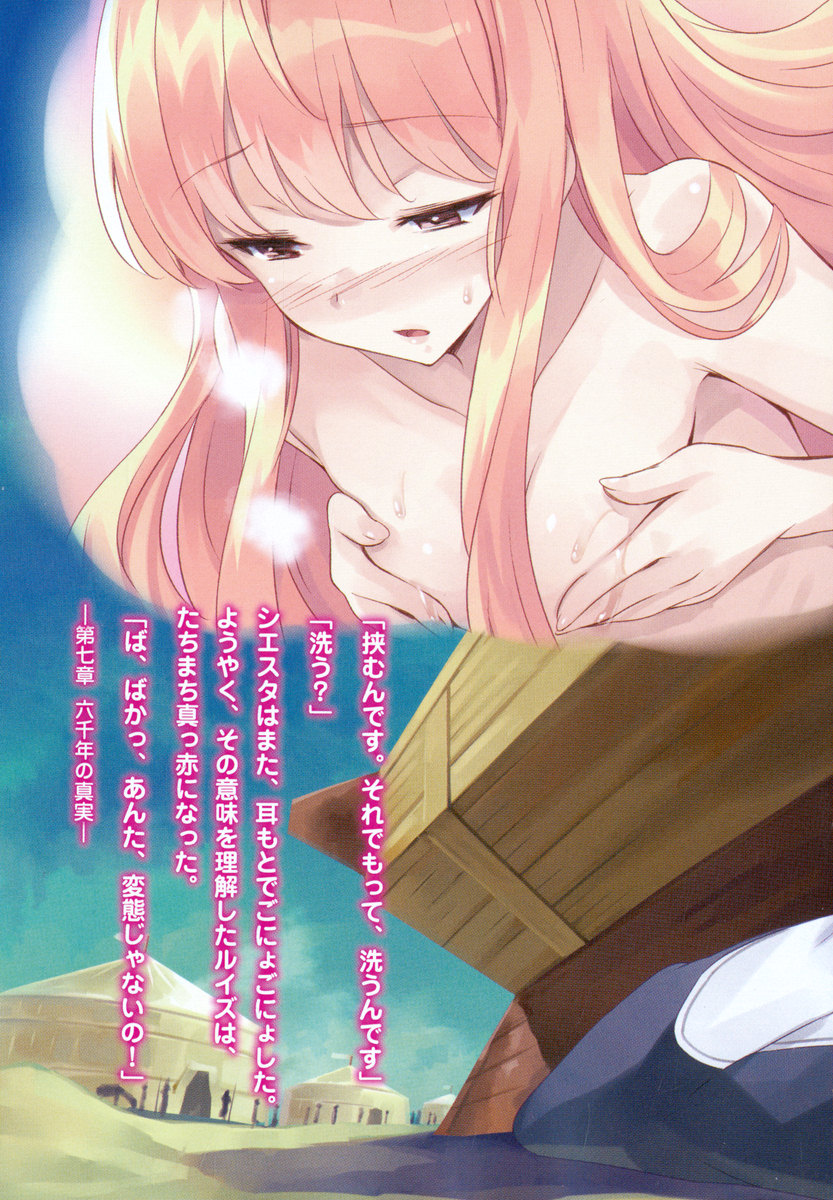 「挟むんです。それでもって、洗うんです」
「洗う?」
シエスタはまた、耳もとでごにょごにょした。
ようやく、その意味を理解したルイズは、
たちまち真っ赤になった。
「ば、ばかっ、あんた、変態じゃないの!」
―第七章 六千年の真実―